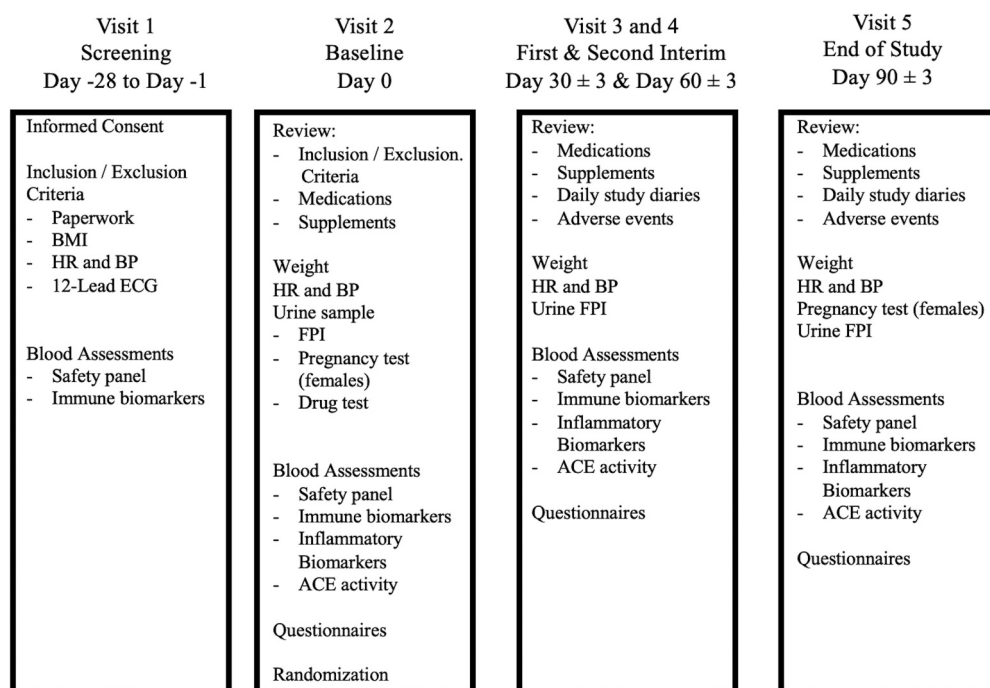 Visit 1
Screening
Day -28 to Day -1
Informed Consent
Inclusion / Exclusion
Criteria
- Paperwork
- BMI
- HR and BP
- 12-Lead ECG
Blood Assessments
- Safety panel
- Immune biomarkers
Visit 2
Baseline
Day 0
Review:
- Inclusion / Exclusion.
Criteria
- Medications
- Supplements
Weight
HR and BP
Urine sample
- FPI
- Pregnancy test
(females)
- Drug test
Blood Assessments
- Safety panel
- Immune biomarkers
- Inflammatory
Biomarkers
- ACE activity
Questionnaires
Randomization
Visit 3 and 4
First & Second Interim
Day 30 ± 3 & Day 60 ± 3
Review:
- Medications
- Supplements
- Daily study diaries
- Adverse events
Weight
HR and BP
Urine FPI
Blood Assessments
- Safety panel
- Immune biomarkers
- Inflammatory
Biomarkers
- ACE activity
Questionnaires
Visit 5
End of Study
Day 90 ± 3
Review:
- Medications
- Supplements
- Daily study diaries
- Adverse events
Weight
HR and BP
Pregnancy test (females)
Urine FPI
Blood Assessments
- Safety panel
- Immune biomarkers
- Inflammatory
Biomarkers
- ACE activity
Questionnaires